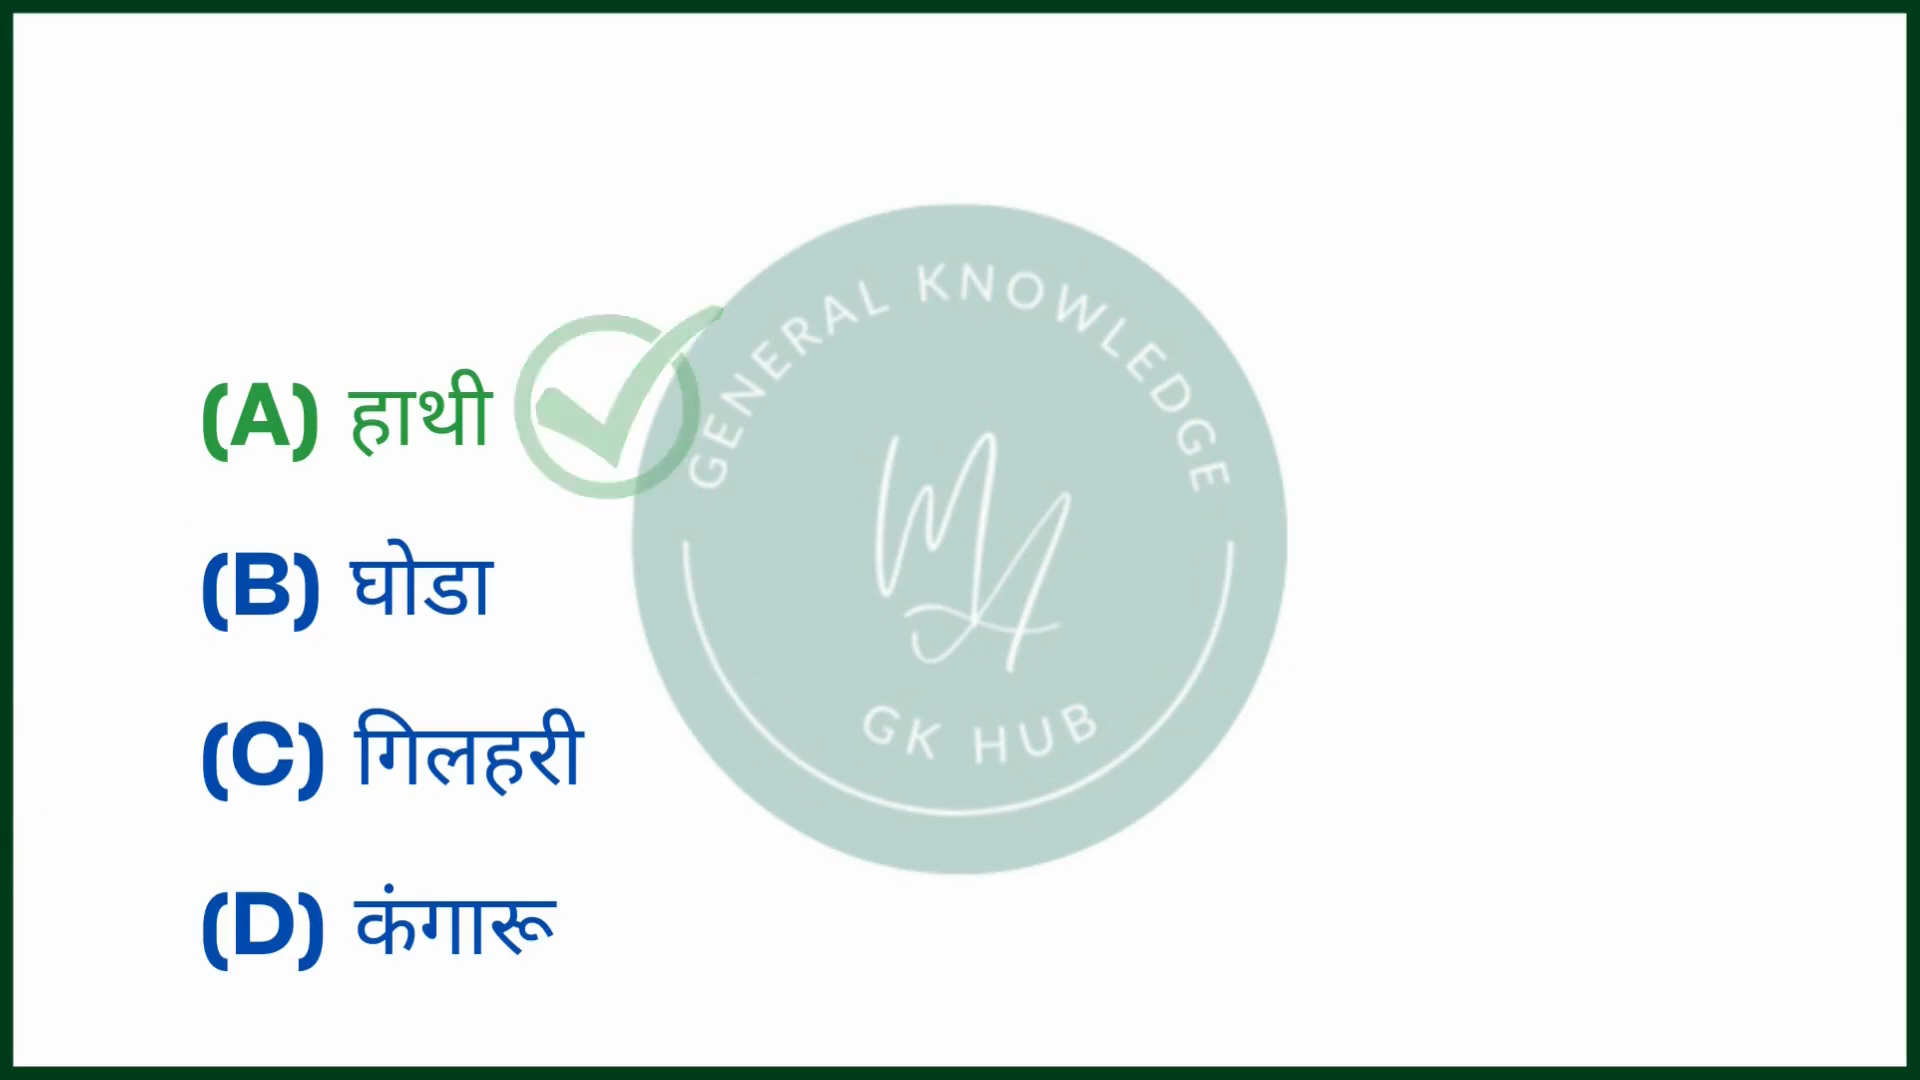 (A) हाथी
(B) घोडा
(C) गिलहरी
(D) कंगारू
GENERAL KNOWLEDGE
MA
GK HUB